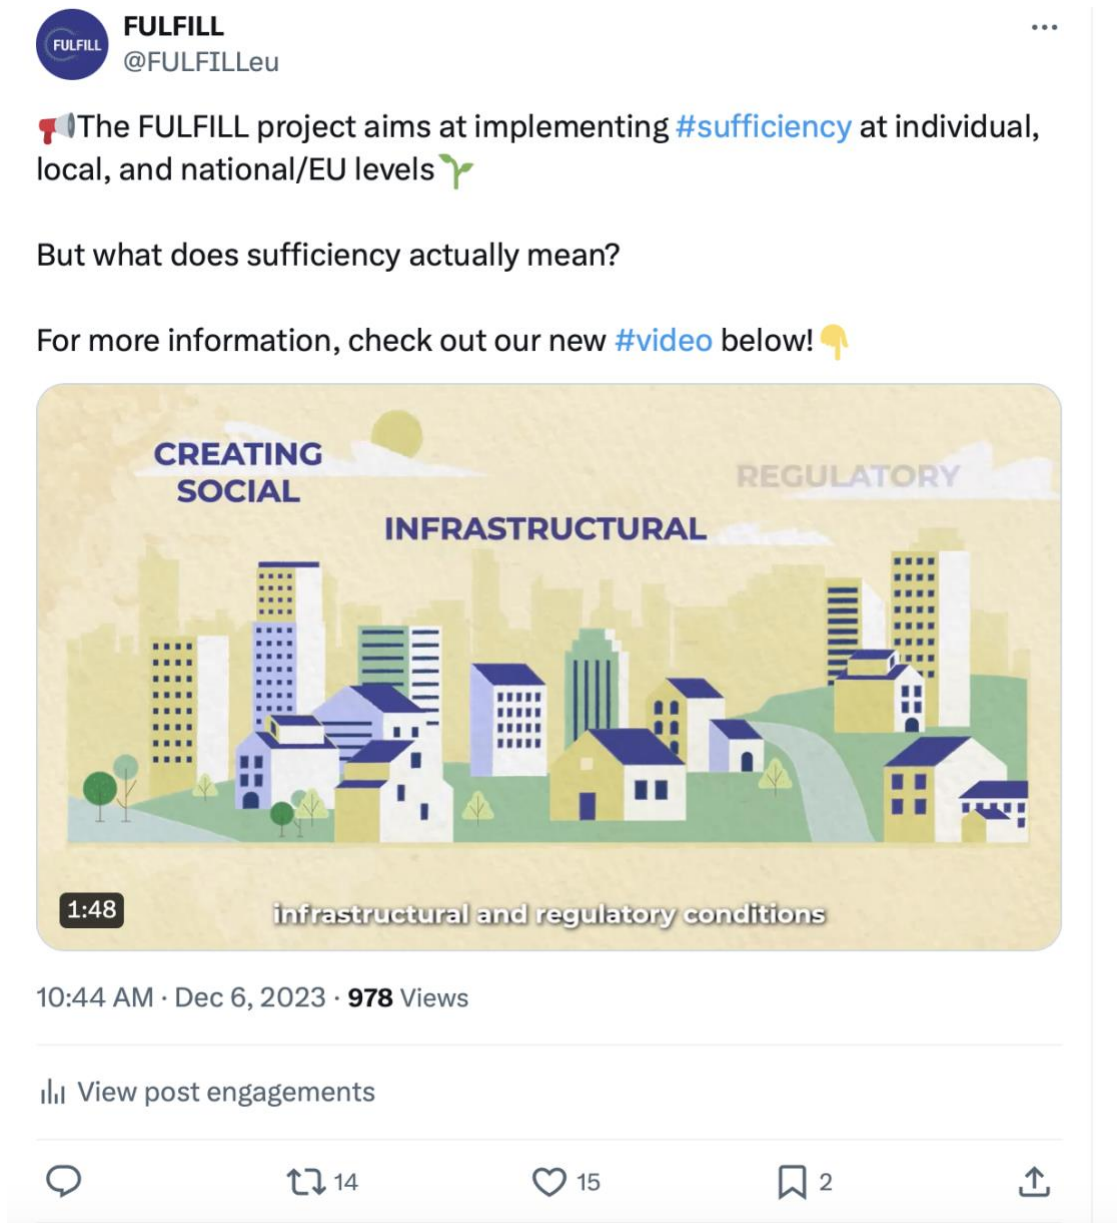 FULFILL
FULFILL
@FULFILLeu
📢The FULFILL project aims at implementing #sufficiency at individual,
local, and national/EU levels🌱
But what does sufficiency actually mean?
For more information, check out our new #video below!👇
CREATING
SOCIAL
REGULATORY
INFRASTRUCTURAL
1:48
infrastructural and regulatory conditions
10:44 AM · Dec 6, 2023 · 978 Views
View post engagements
14
15
2